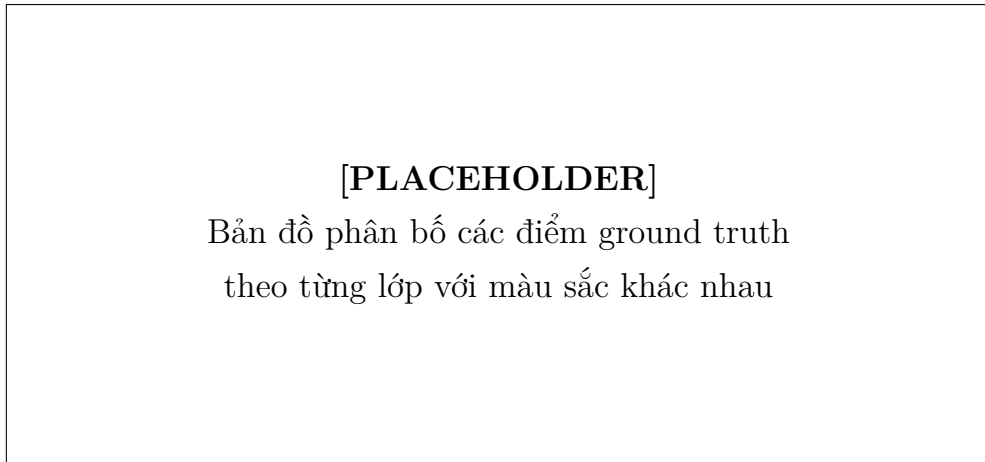 [PLACEHOLDER]
Bản đồ phân bố các điểm ground truth
theo từng lớp với màu sắc khác nhau